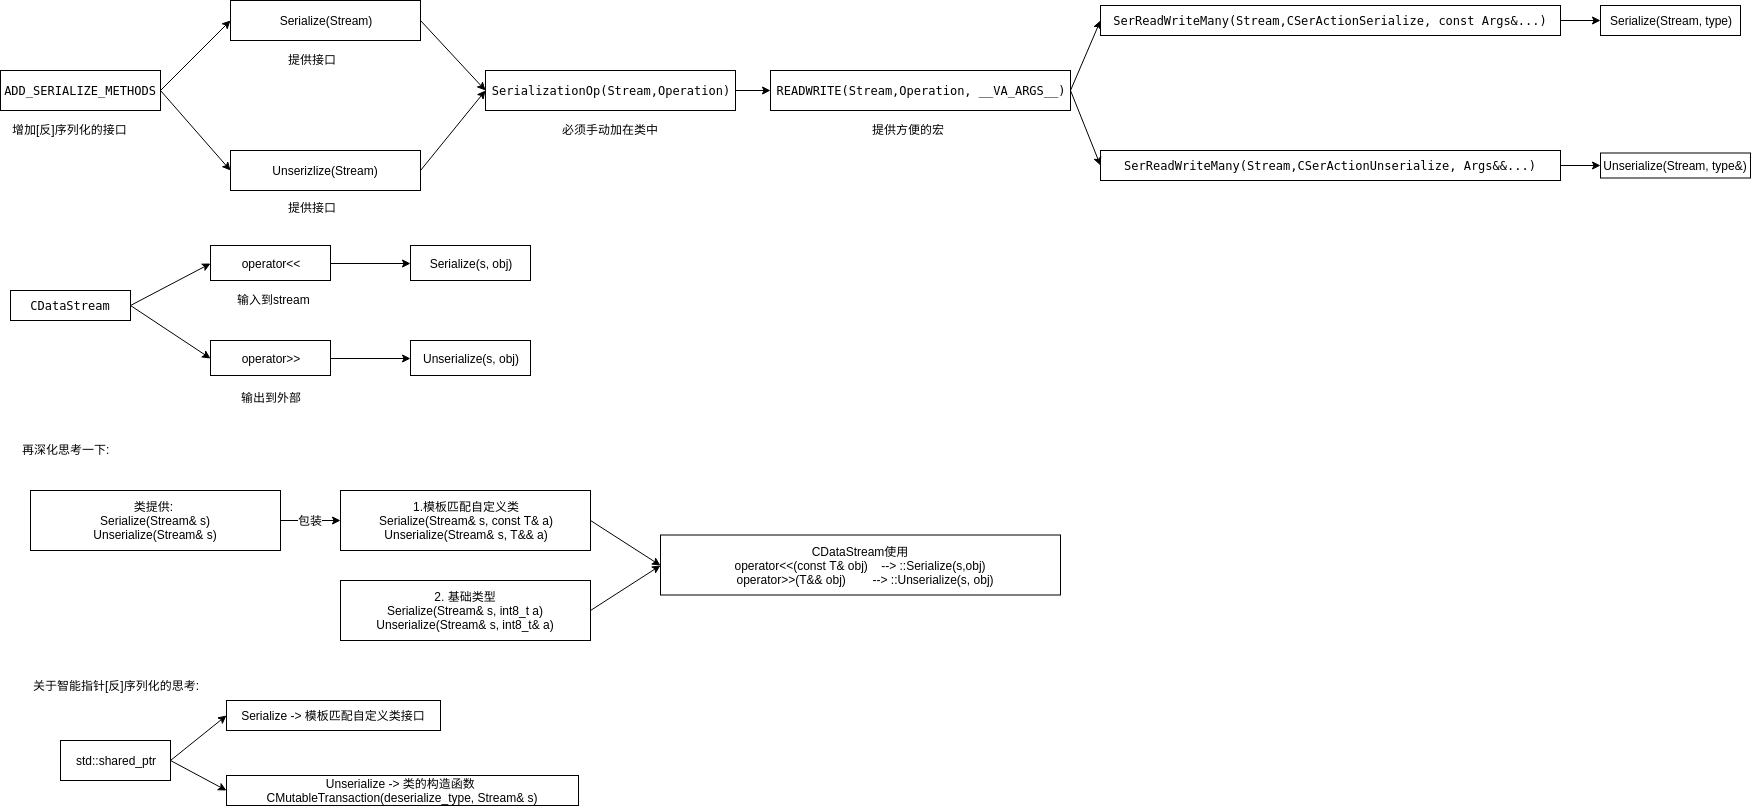 Serialize(Stream)
提供接口
ADD_SERIALIZE_METHODS
增加[反]序列化的接口
Unserizlize(Stream)
提供接口
SerializationOp(Stream,Operation)
必须手动加在类中
READWRITE(Stream,Operation, __VA_ARGS__)
提供方便的宏
SerReadWriteMany(Stream,CSerActionSerialize, const Args&...)
Serialize(Stream, type)
SerReadWriteMany(Stream,CSerActionUnserialize, Args&&...)
Unserialize(Stream, type&)
CDataStream
operator<<
输入到stream
Serialize(s, obj)
operator>>
输出到外部
Unserialize(s, obj)
再深化思考一下:
类提供:
Serialize(Stream& s)
Unserialize(Stream& s)
包装
1.模板匹配自定义类
Serialize(Stream& s, const T& a)
Unserialize(Stream& s, T&& a)
2. 基础类型
Serialize(Stream& s, int8_t a)
Unserialize(Stream& s, int8_t& a)
CDataStream使用
operator<<(const T& obj) --> ::Serialize(s,obj)
operator>>(T&& obj) --> ::Unserialize(s, obj)
关于智能指针[反]序列化的思考:
std::shared_ptr
Serialize -> 模板匹配自定义类接口
Unserialize -> 类的构造函数
CMutableTransaction(deserialize_type, Stream& s)